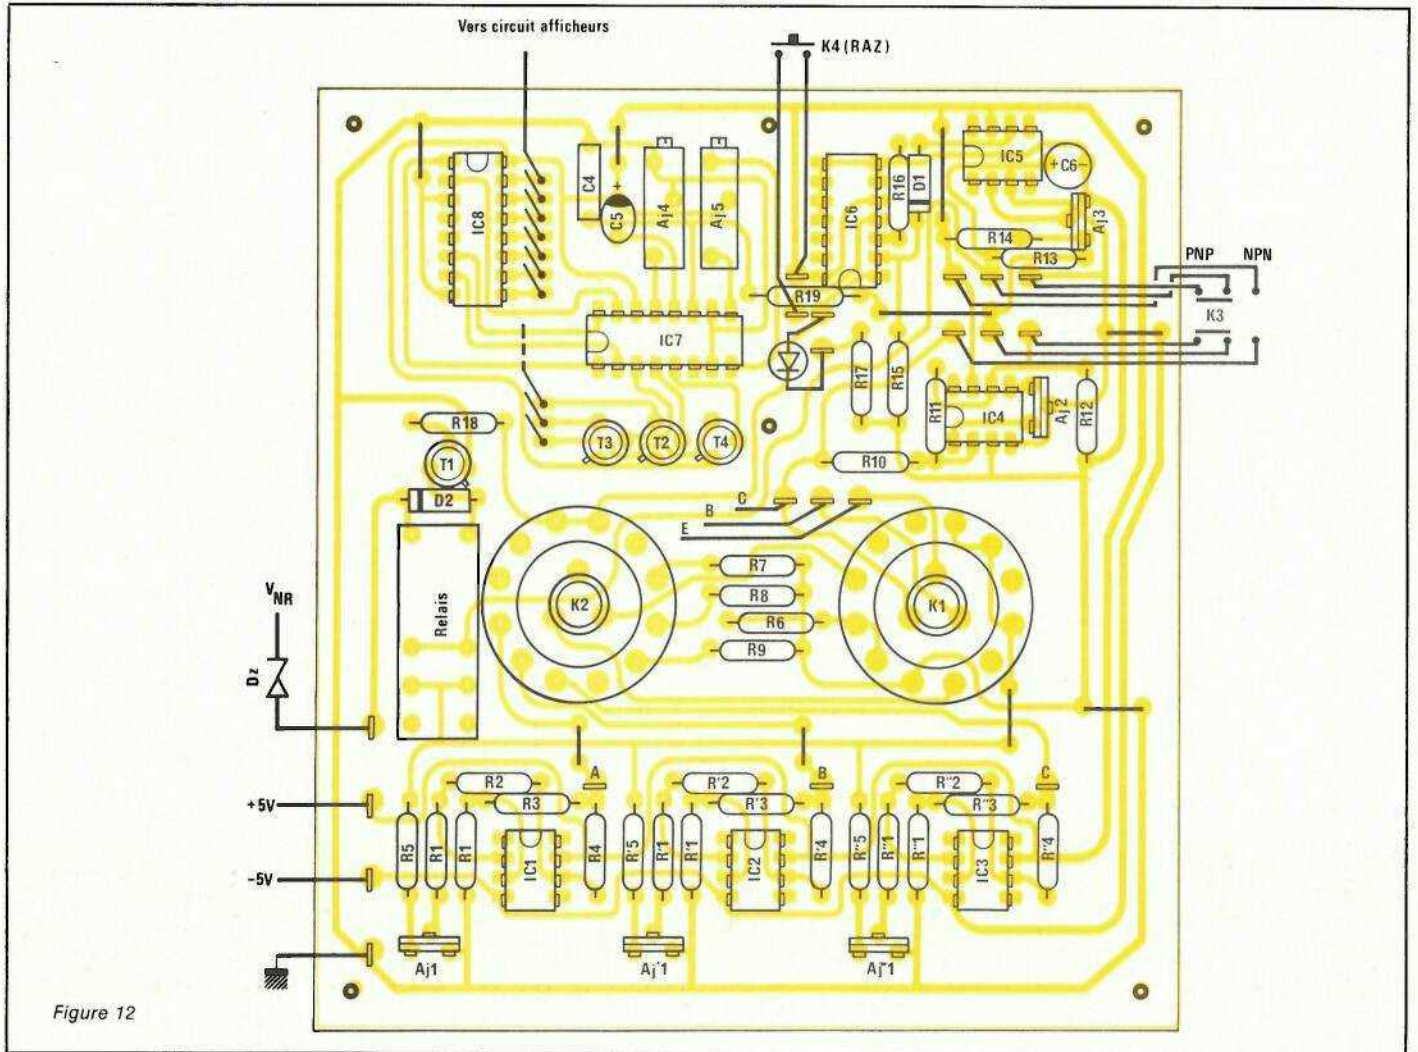 Vers circuit afficheurs
K4 (RAZ)
IC8
C4
+
C5
Aj4
Aj5
IC6
R16
D1
IC5
+ C6 -
Aj3
R14
R13
PNP NPN
K3
R19
IC7
R17
R15
R11
IC4
Aj2
R12
R18
T3
T2
T4
T1
R10
D2
C
B
E
R7
R8
R6
R9
K2
K1
Relais
VNR
Dz
A
B
C
R2
R'2
R"2
+5V
R3
R'3
R"3
R5
R1
R1
IC1
R4
R'5
R'1
R'1
IC2
R'4
R"5
R"1
R"1
IC3
R"4
-5V
Aj1
Aj'1
Aj"1
Figure 12